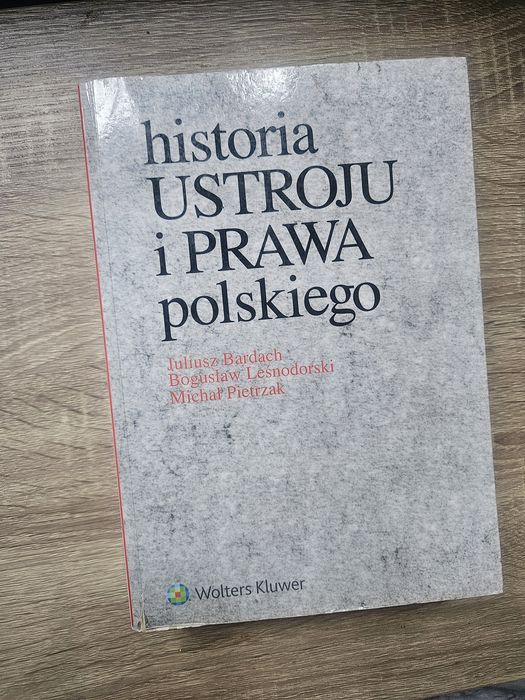 historia
USTROJU
i PRAWA
polskiego
Juliusz Bardach
Bogusław Leśnodorski
Michał Pietrzak
Wolters Kluwer